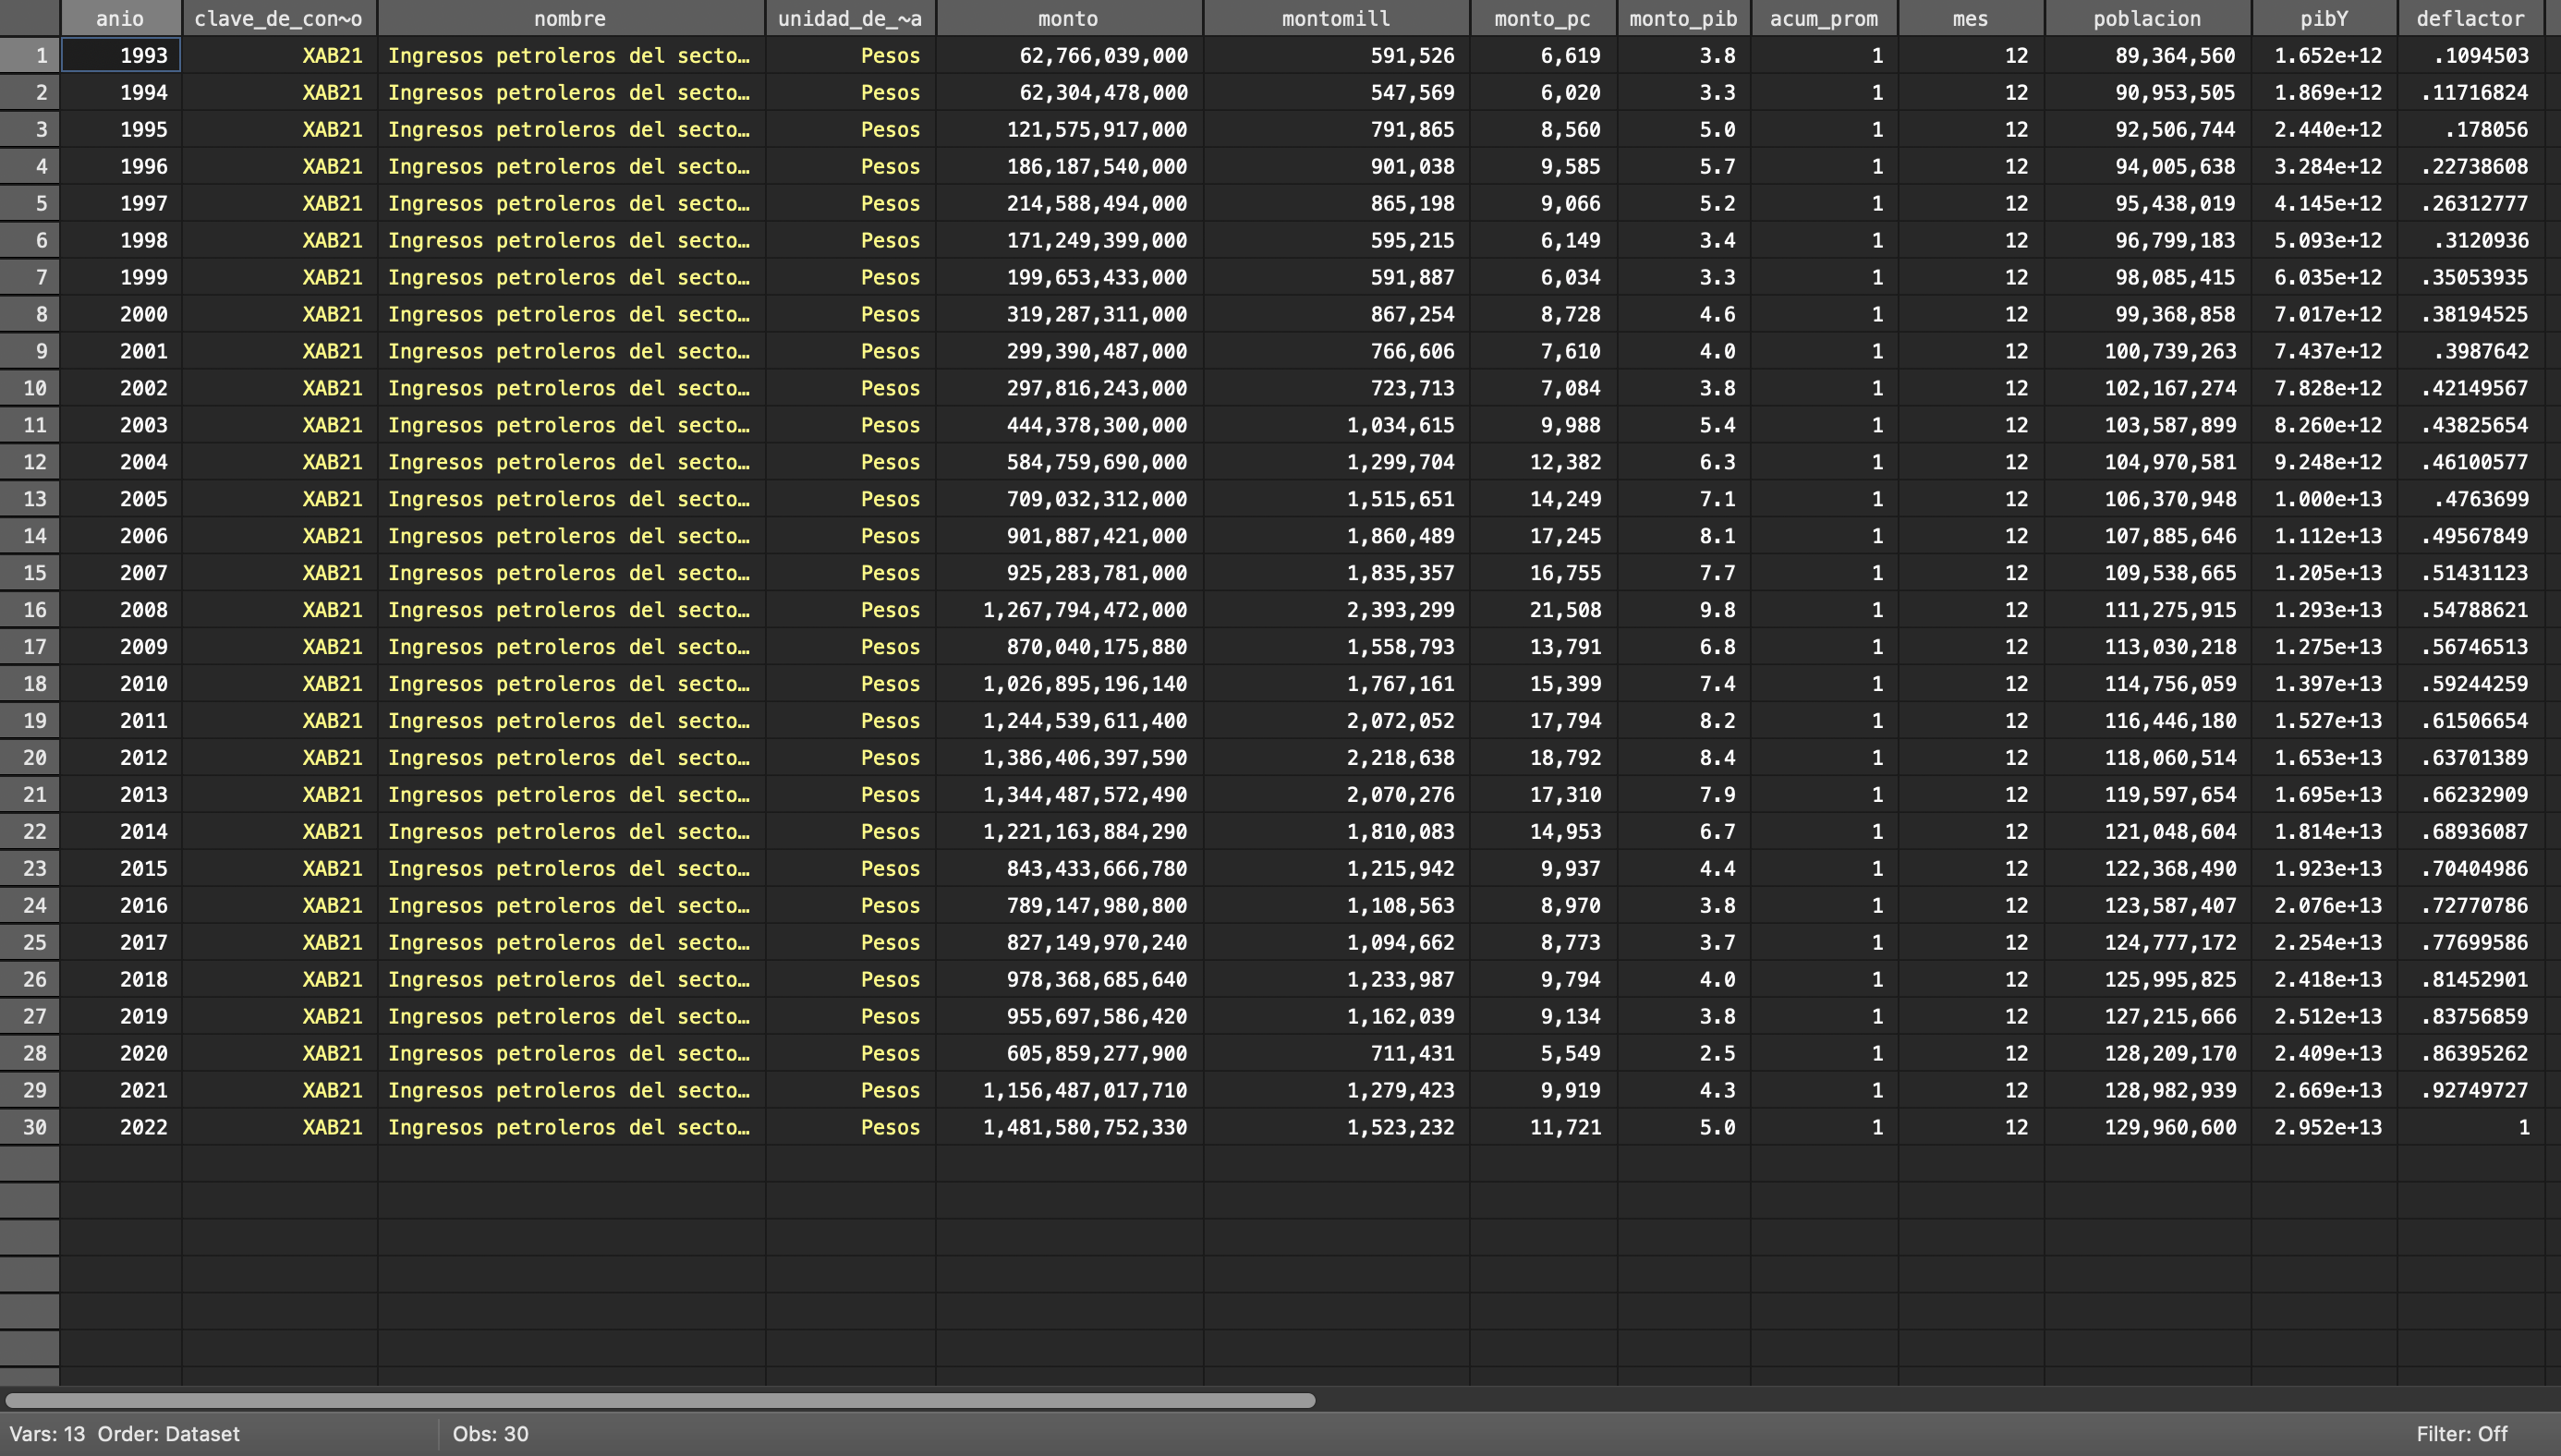 anio clave_de_con~o nombre unidad_de_~a monto montomill monto_pc monto_pib acum_prom mes poblacion pibY deflactor
1 1993 XAB21 Ingresos petroleros del secto… Pesos 62,766,039,000 591,526 6,619 3.8 1 12 89,364,560 1.652e+12 .1094503
2 1994 XAB21 Ingresos petroleros del secto… Pesos 62,304,478,000 547,569 6,020 3.3 1 12 90,953,505 1.869e+12 .11716824
3 1995 XAB21 Ingresos petroleros del secto… Pesos 121,575,917,000 791,865 8,560 5.0 1 12 92,506,744 2.440e+12 .178056
4 1996 XAB21 Ingresos petroleros del secto… Pesos 186,187,540,000 901,038 9,585 5.7 1 12 94,005,638 3.284e+12 .22738608
5 1997 XAB21 Ingresos petroleros del secto… Pesos 214,588,494,000 865,198 9,066 5.2 1 12 95,438,019 4.145e+12 .26312777
6 1998 XAB21 Ingresos petroleros del secto… Pesos 171,249,399,000 595,215 6,149 3.4 1 12 96,799,183 5.093e+12 .3120936
7 1999 XAB21 Ingresos petroleros del secto… Pesos 199,653,433,000 591,887 6,034 3.3 1 12 98,085,415 6.035e+12 .35053935
8 2000 XAB21 Ingresos petroleros del secto… Pesos 319,287,311,000 867,254 8,728 4.6 1 12 99,368,858 7.017e+12 .38194525
9 2001 XAB21 Ingresos petroleros del secto… Pesos 299,390,487,000 766,606 7,610 4.0 1 12 100,739,263 7.437e+12 .3987642
10 2002 XAB21 Ingresos petroleros del secto… Pesos 297,816,243,000 723,713 7,084 3.8 1 12 102,167,274 7.828e+12 .42149567
11 2003 XAB21 Ingresos petroleros del secto… Pesos 444,378,300,000 1,034,615 9,988 5.4 1 12 103,587,899 8.260e+12 .43825654
12 2004 XAB21 Ingresos petroleros del secto… Pesos 584,759,690,000 1,299,704 12,382 6.3 1 12 104,970,581 9.248e+12 .46100577
13 2005 XAB21 Ingresos petroleros del secto… Pesos 709,032,312,000 1,515,651 14,249 7.1 1 12 106,370,948 1.000e+13 .4763699
14 2006 XAB21 Ingresos petroleros del secto… Pesos 901,887,421,000 1,860,489 17,245 8.1 1 12 107,885,646 1.112e+13 .49567849
15 2007 XAB21 Ingresos petroleros del secto… Pesos 925,283,781,000 1,835,357 16,755 7.7 1 12 109,538,665 1.205e+13 .51431123
16 2008 XAB21 Ingresos petroleros del secto… Pesos 1,267,794,472,000 2,393,299 21,508 9.8 1 12 111,275,915 1.293e+13 .54788621
17 2009 XAB21 Ingresos petroleros del secto… Pesos 870,040,175,880 1,558,793 13,791 6.8 1 12 113,030,218 1.275e+13 .56746513
18 2010 XAB21 Ingresos petroleros del secto… Pesos 1,026,895,196,140 1,767,161 15,399 7.4 1 12 114,756,059 1.397e+13 .59244259
19 2011 XAB21 Ingresos petroleros del secto… Pesos 1,244,539,611,400 2,072,052 17,794 8.2 1 12 116,446,180 1.527e+13 .61506654
20 2012 XAB21 Ingresos petroleros del secto… Pesos 1,386,406,397,590 2,218,638 18,792 8.4 1 12 118,060,514 1.653e+13 .63701389
21 2013 XAB21 Ingresos petroleros del secto… Pesos 1,344,487,572,490 2,070,276 17,310 7.9 1 12 119,597,654 1.695e+13 .66232909
22 2014 XAB21 Ingresos petroleros del secto… Pesos 1,221,163,884,290 1,810,083 14,953 6.7 1 12 121,048,604 1.814e+13 .68936087
23 2015 XAB21 Ingresos petroleros del secto… Pesos 843,433,666,780 1,215,942 9,937 4.4 1 12 122,368,490 1.923e+13 .70404986
24 2016 XAB21 Ingresos petroleros del secto… Pesos 789,147,980,800 1,108,563 8,970 3.8 1 12 123,587,407 2.076e+13 .72770786
25 2017 XAB21 Ingresos petroleros del secto… Pesos 827,149,970,240 1,094,662 8,773 3.7 1 12 124,777,172 2.254e+13 .77699586
26 2018 XAB21 Ingresos petroleros del secto… Pesos 978,368,685,640 1,233,987 9,794 4.0 1 12 125,995,825 2.418e+13 .81452901
27 2019 XAB21 Ingresos petroleros del secto… Pesos 955,697,586,420 1,162,039 9,134 3.8 1 12 127,215,666 2.512e+13 .83756859
28 2020 XAB21 Ingresos petroleros del secto… Pesos 605,859,277,900 711,431 5,549 2.5 1 12 128,209,170 2.409e+13 .86395262
29 2021 XAB21 Ingresos petroleros del secto… Pesos 1,156,487,017,710 1,279,423 9,919 4.3 1 12 128,982,939 2.669e+13 .92749727
30 2022 XAB21 Ingresos petroleros del secto… Pesos 1,481,580,752,330 1,523,232 11,721 5.0 1 12 129,960,600 2.952e+13 1
Vars: 13 Order: Dataset Obs: 30 Filter: Off